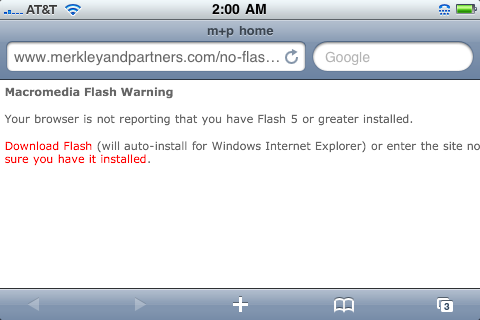 AT&T 2:00 AM
m+p home
www.merkleyandpartners.com/no-flas... Google
Macromedia Flash Warning
Your browser is not reporting that you have Flash 5 or greater installed.
Download Flash (will auto-install for Windows Internet Explorer) or enter the site no
sure you have it installed.
3